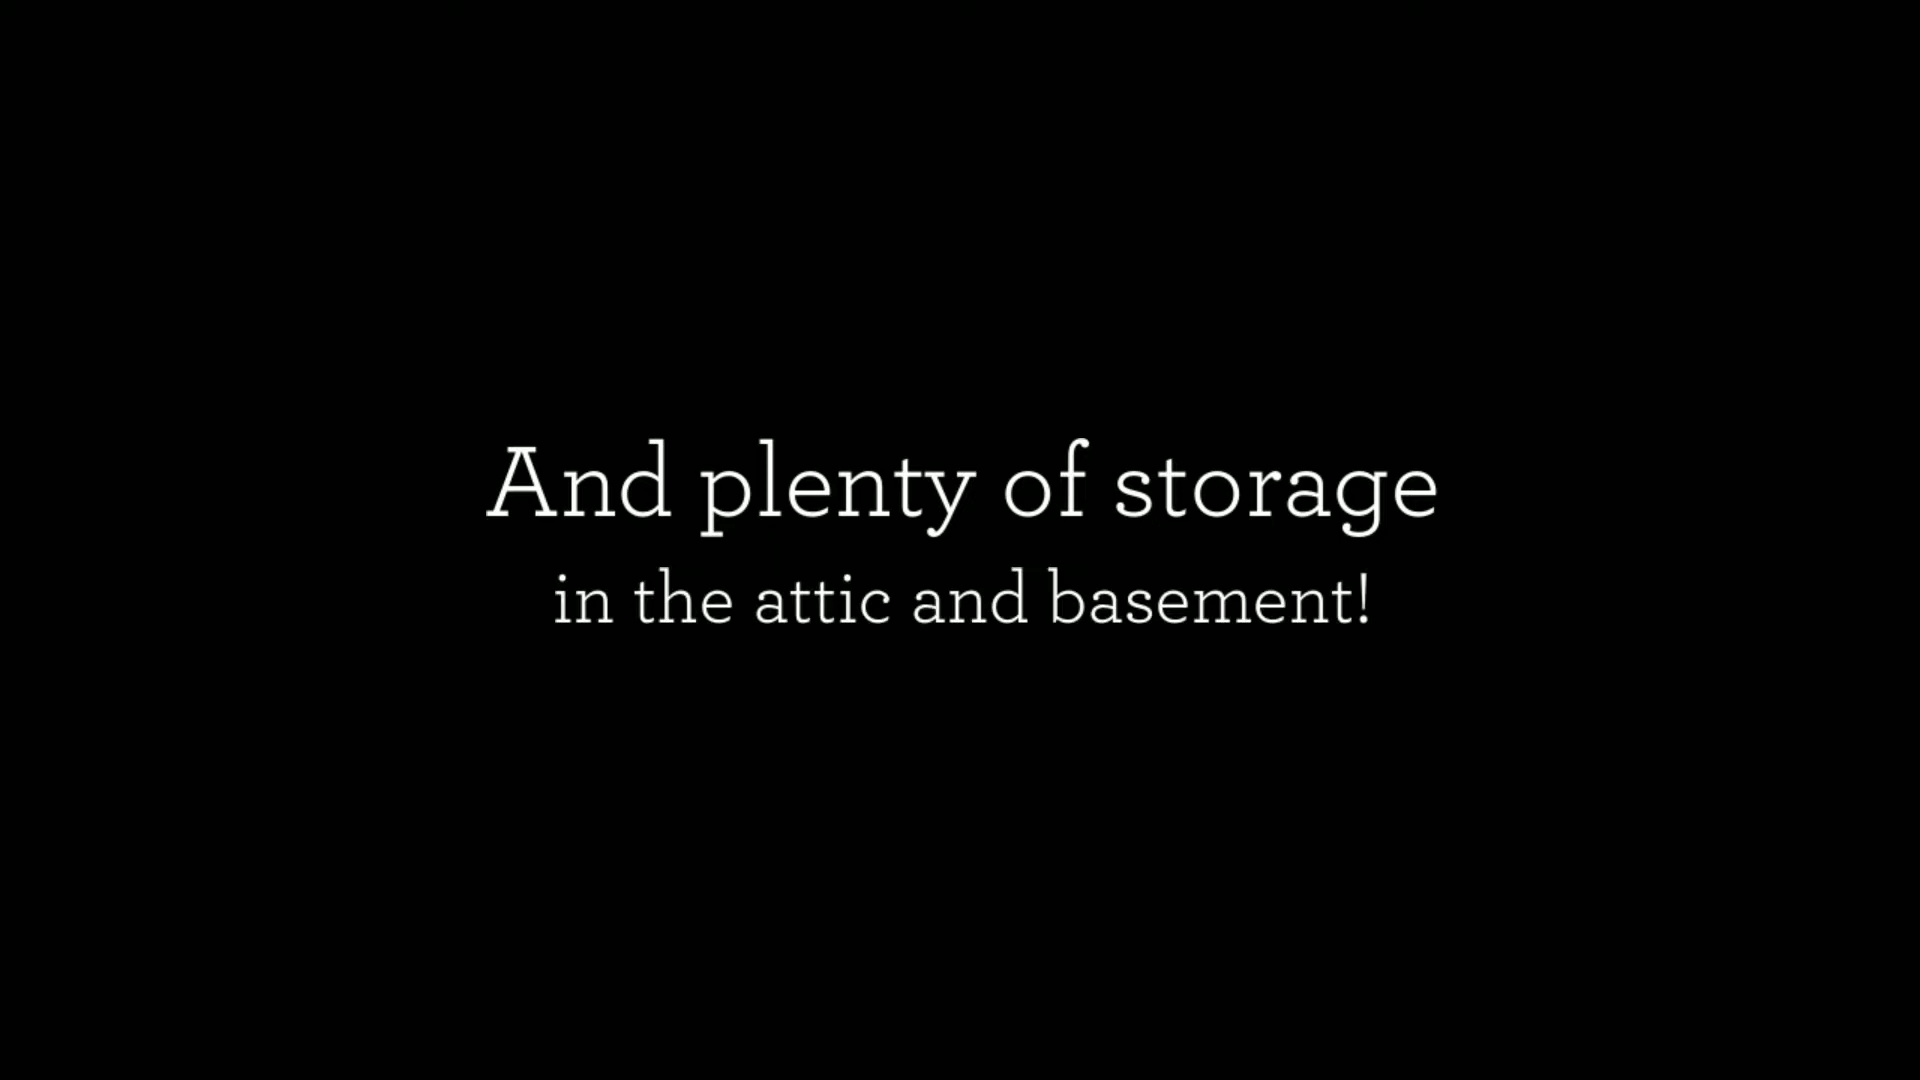 And plenty of storage
in the attic and basement!